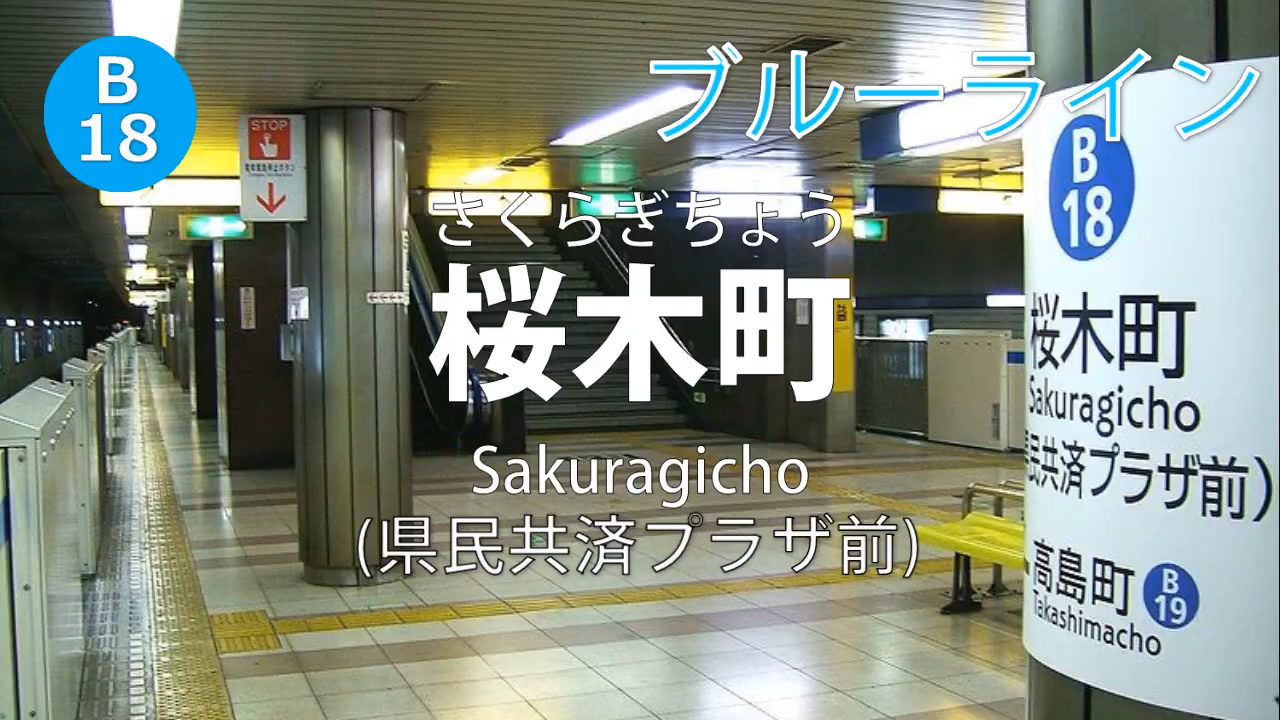 B
18
ブルーライン
STOP
さくらぎちょう
桜木町
Sakuragicho
(県民共済プラザ前)
B
18
桜木町
Sakuragicho
民共済プラザ前)
高島町
Takashimacho
B
19